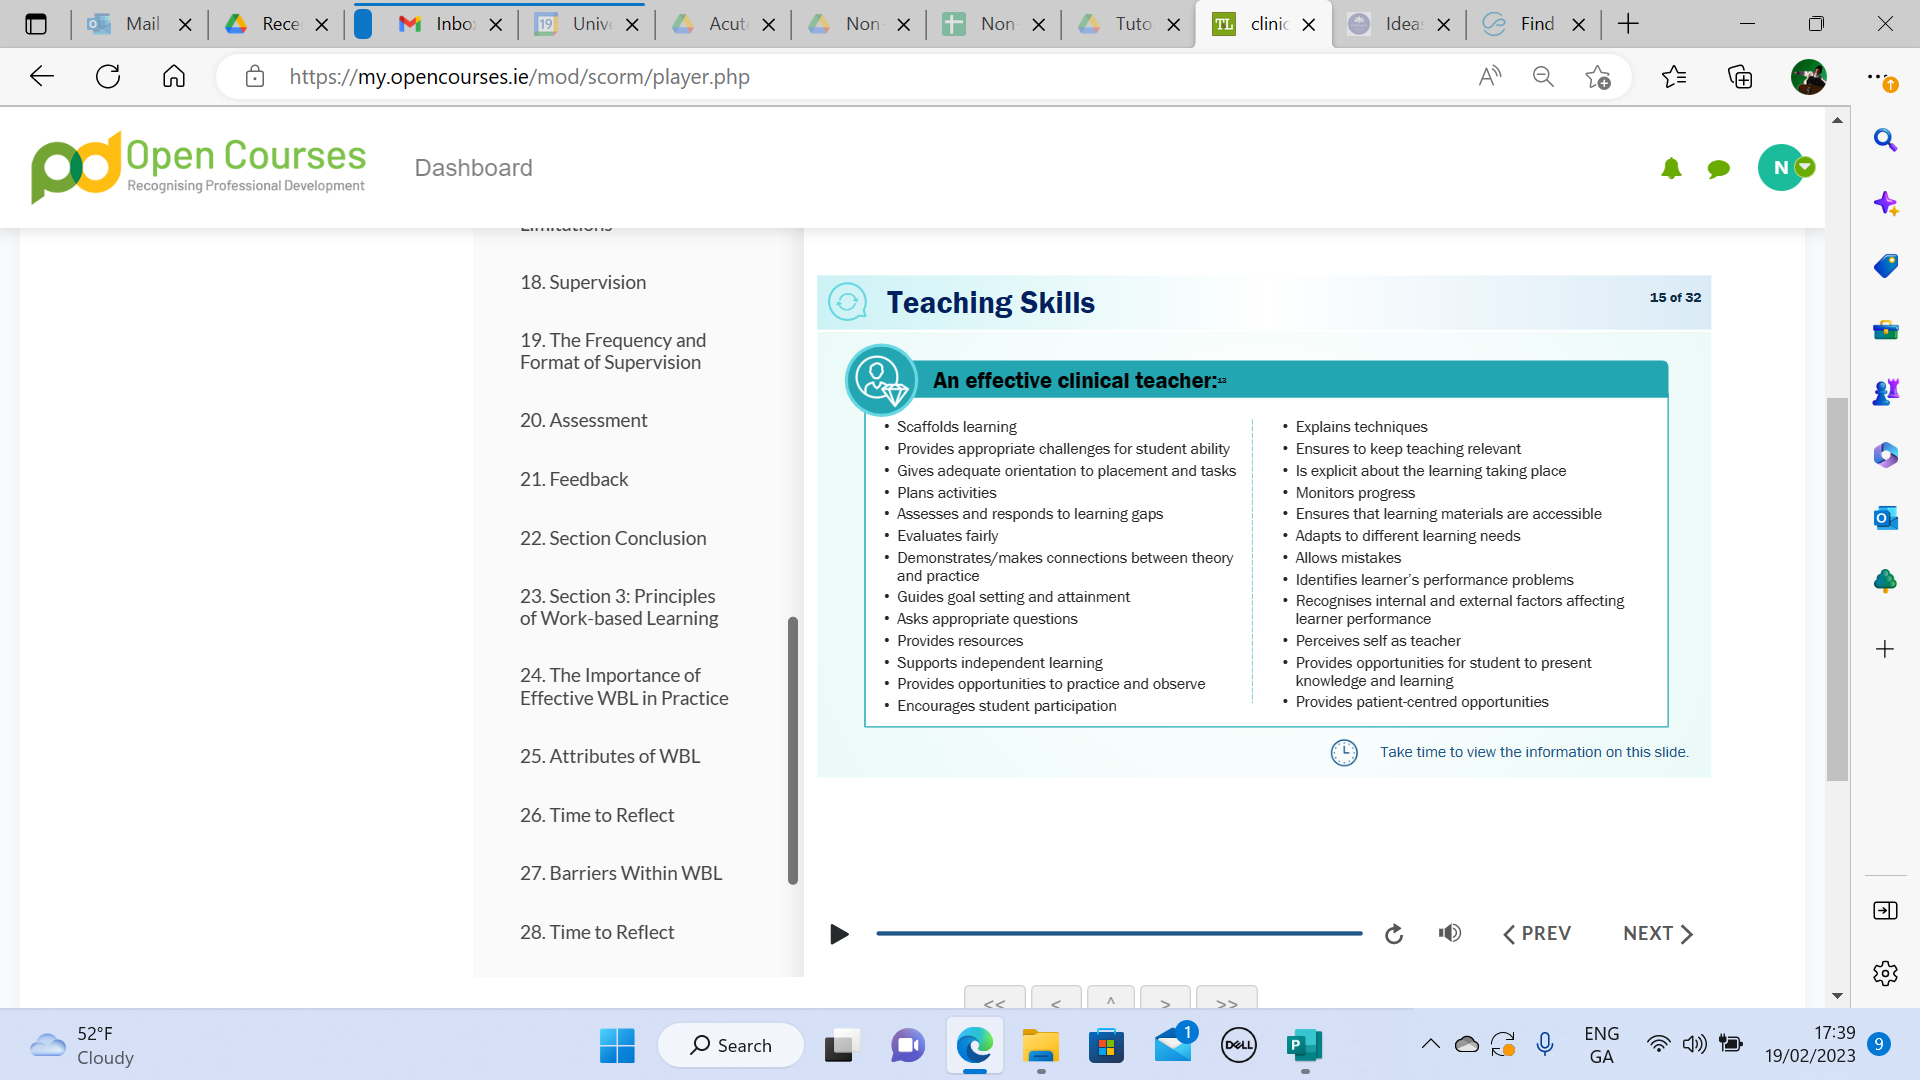 Mail
Rece
Inbo
19
Unive
Acut
Non-
Non-
Tuto
TL
clinic
Ideas
Find
https://my.opencourses.ie/mod/scorm/player.php
pd Open Courses
Recognising Professional Development
Dashboard
N
Limitations
18. Supervision
19. The Frequency and
Format of Supervision
20. Assessment
21. Feedback
22. Section Conclusion
23. Section 3: Principles
of Work-based Learning
24. The Importance of
Effective WBL in Practice
25. Attributes of WBL
26. Time to Reflect
27. Barriers Within WBL
28. Time to Reflect
Teaching Skills
15 of 32
An effective clinical teacher:13
• Scaffolds learning
• Provides appropriate challenges for student ability
• Gives adequate orientation to placement and tasks
• Plans activities
• Assesses and responds to learning gaps
• Evaluates fairly
• Demonstrates/makes connections between theory
and practice
• Guides goal setting and attainment
• Asks appropriate questions
• Provides resources
• Supports independent learning
• Provides opportunities to practice and observe
• Encourages student participation
• Explains techniques
• Ensures to keep teaching relevant
• Is explicit about the learning taking place
• Monitors progress
• Ensures that learning materials are accessible
• Adapts to different learning needs
• Allows mistakes
• Identifies learner's performance problems
• Recognises internal and external factors affecting
learner performance
• Perceives self as teacher
• Provides opportunities for student to present
knowledge and learning
• Provides patient-centred opportunities
Take time to view the information on this slide.
PREV
NEXT
<<
<
^
>
>>
52°F
Cloudy
Search
1
DELL
P
ENG
GA
17:39
19/02/2023
9